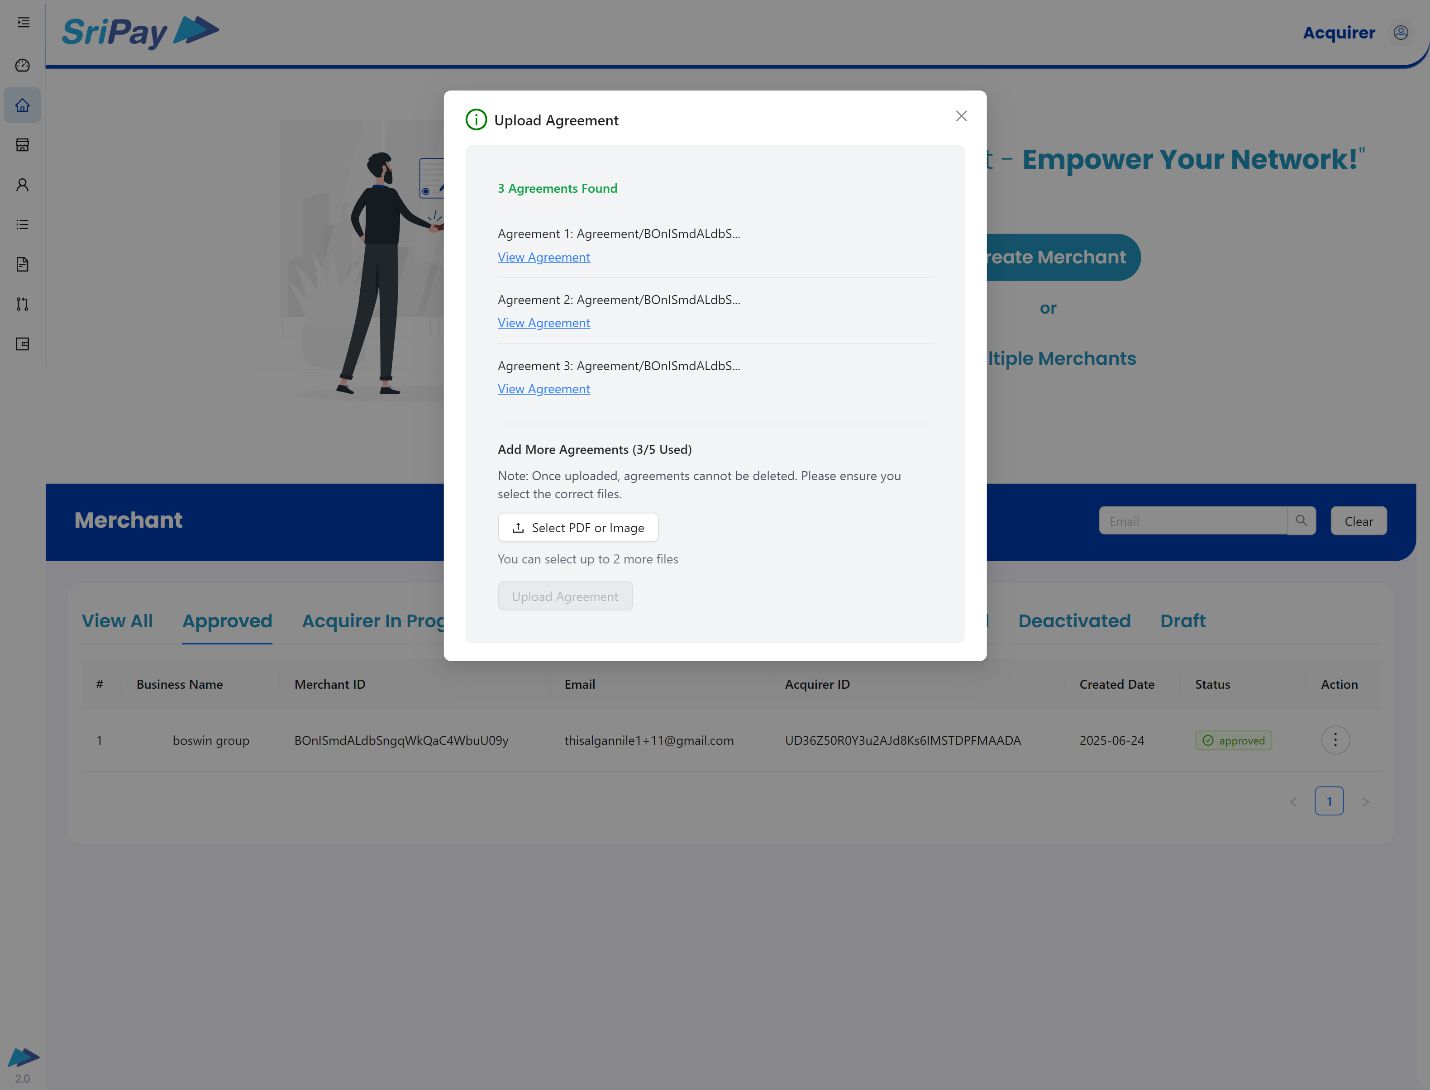 SriPay
Acquirer
Upload Agreement
t - Empower Your Network!"
3 Agreements Found
Agreement 1: Agreement/BOnISmdALdbS...
View Agreement
reate Merchant
Agreement 2: Agreement/BOnISmdALdbS...
or
View Agreement
ltiple Merchants
Agreement 3: Agreement/BOnISmdALdbS...
View Agreement
Add More Agreements (3/5 Used)
Note: Once uploaded, agreements cannot be deleted. Please ensure you
select the correct files.
Merchant
Email
Clear
Select PDF or Image
You can select up to 2 more files
Upload Agreement
View All Approved Acquirer In Prog Deactivated Draft
# Business Name Merchant ID Email Acquirer ID Created Date Status Action
1 boswin group BOnISmdALdbSngqWkQaC4WbuU09y thisalgannile1+11@gmail.com UD36Z50R0Y3u2AJd8Ks6IMSTDPFMAADA 2025-06-24 approved
< 1 >
2.0